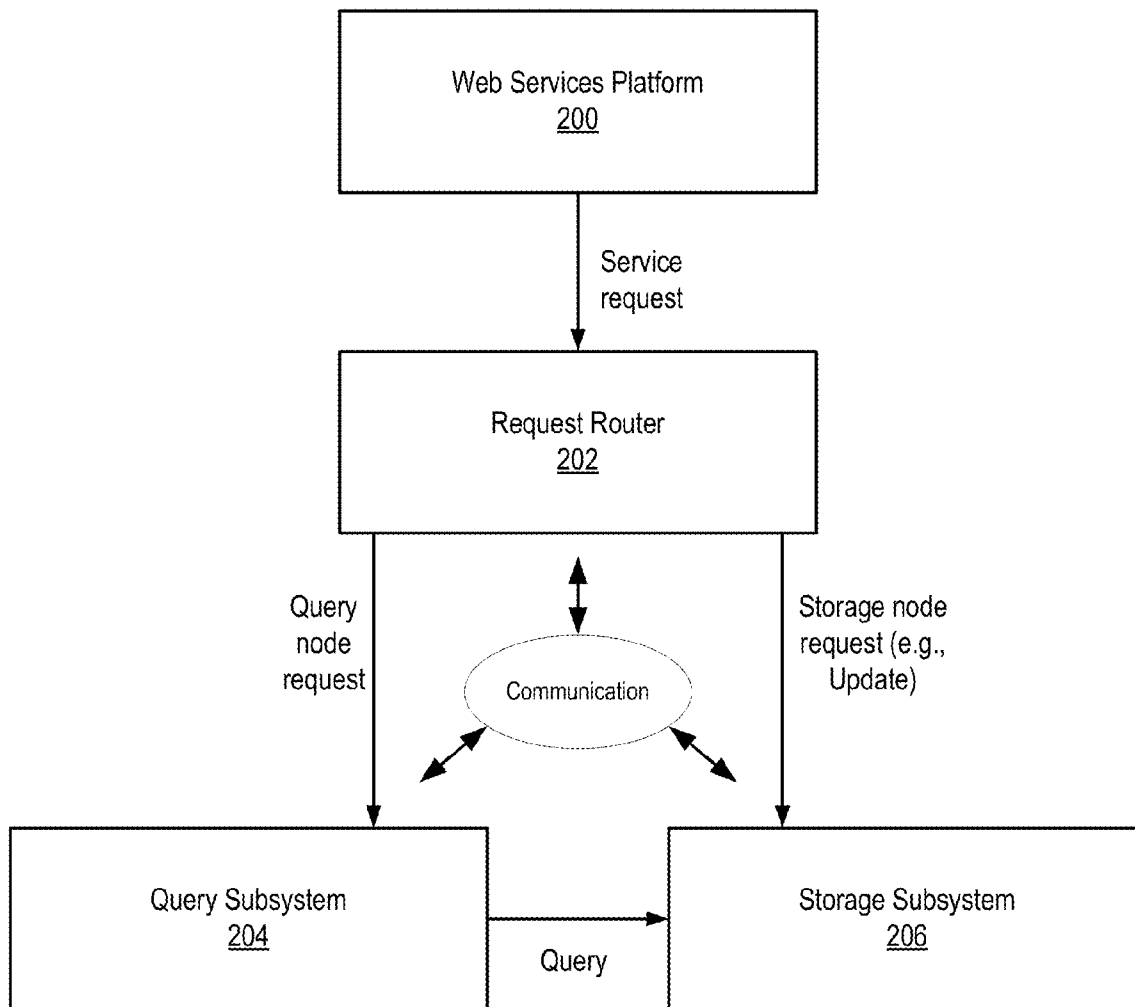 Web Services Platform
200
Service
request
Request Router
202
Query
node
request
Communication
Storage node
request (e.g.,
Update)
Query Subsystem
204
Query
Storage Subsystem
206